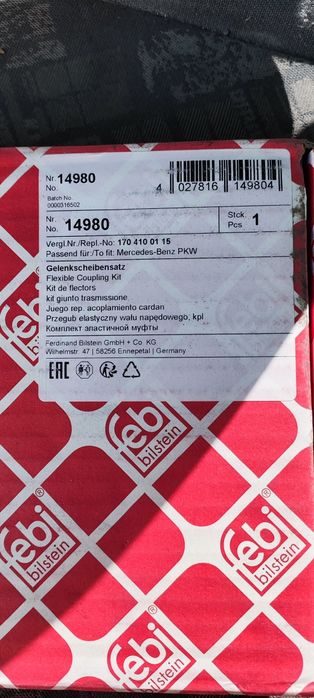 Nr. No. 14980
4 027816 149804
Batch No.
0000316502
Nr. No. 14980
Stck. Pcs 1
Vergl.Nr./Repl-No: 170 410 01 15
Passend für:/To fit: Mercedes-Benz PKW
Gelenkscheibensatz
Flexible Coupling Kit
Kit de flectors
kit giunto trasmissione
Juego rep. acoplamiento cardan
Przegub elastyczny wału napędowego, kpl
Комплект эластичной муфты
Ferdinand Bilstein GmbH + Co. KG
Wilhelmstr. 47 | 58256 Ennepetal | Germany
EAC
febi®
bilstein
febi®
bilstein
febi®
bilstein
febi
bilstein